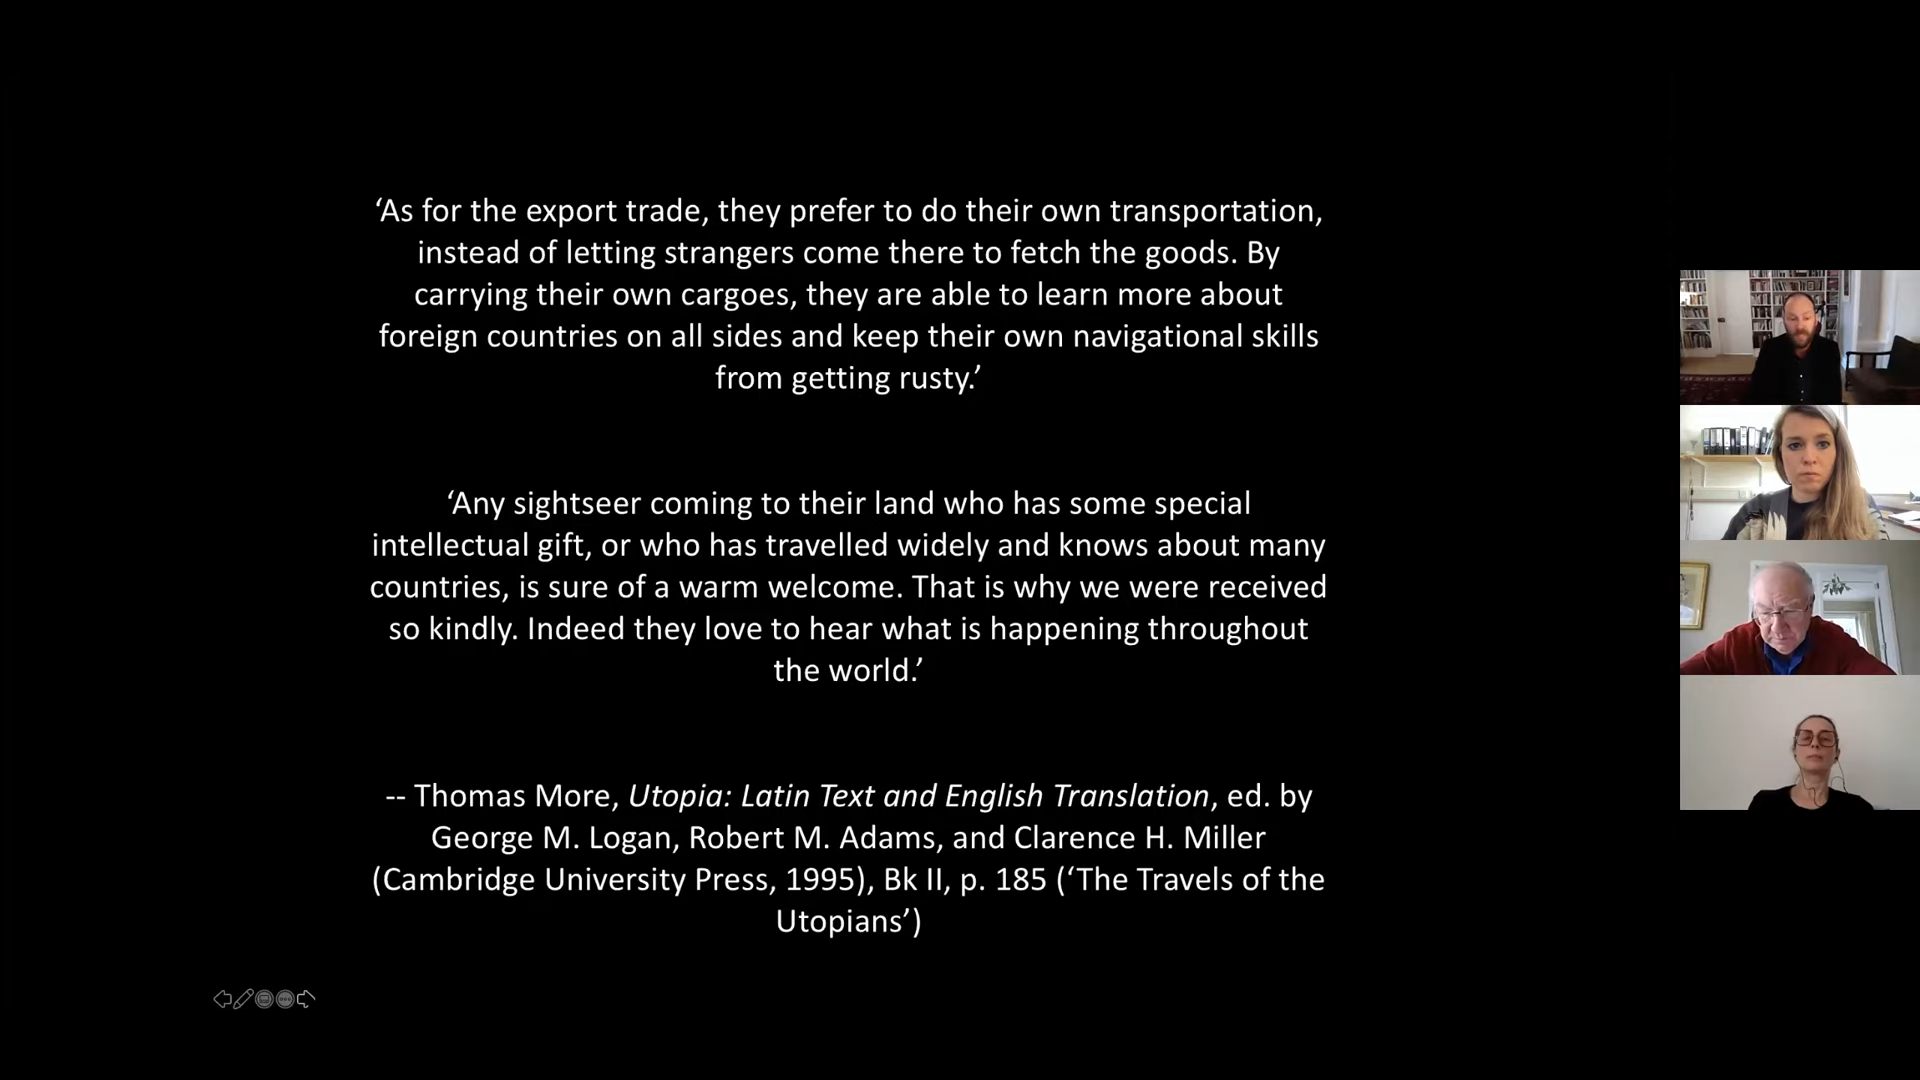 ‘As for the export trade, they prefer to do their own transportation,
instead of letting strangers come there to fetch the goods. By
carrying their own cargoes, they are able to learn more about
foreign countries on all sides and keep their own navigational skills
from getting rusty.’
‘Any sightseer coming to their land who has some special
intellectual gift, or who has travelled widely and knows about many
countries, is sure of a warm welcome. That is why we were received
so kindly. Indeed they love to hear what is happening throughout
the world.’
-- Thomas More, Utopia: Latin Text and English Translation, ed. by
George M. Logan, Robert M. Adams, and Clarence H. Miller
(Cambridge University Press, 1995), Bk II, p. 185 (‘The Travels of the
Utopians’)